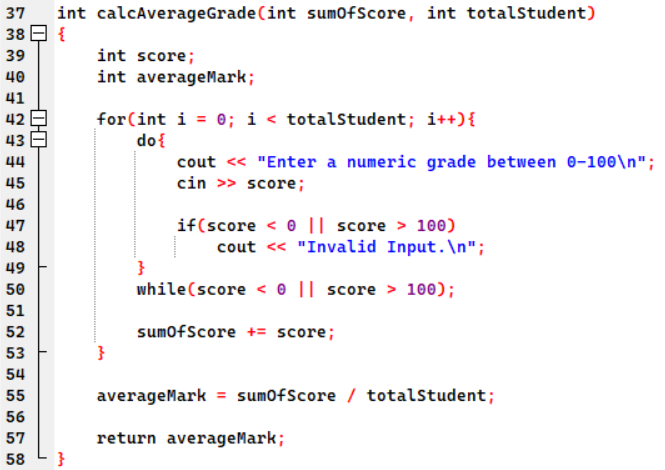 37 int calcAverageGrade(int sumOfScore, int totalStudent)
38 {
39     int score;
40     int averageMark;
41
42     for(int i = 0; i < totalStudent; i++){
43         do{
44             cout << "Enter a numeric grade between 0-100\n";
45             cin >> score;
46
47             if(score < 0 || score > 100)
48                 cout << "Invalid Input.\n";
49         }
50         while(score < 0 || score > 100);
51
52         sumOfScore += score;
53     }
54
55     averageMark = sumOfScore / totalStudent;
56
57     return averageMark;
58 }